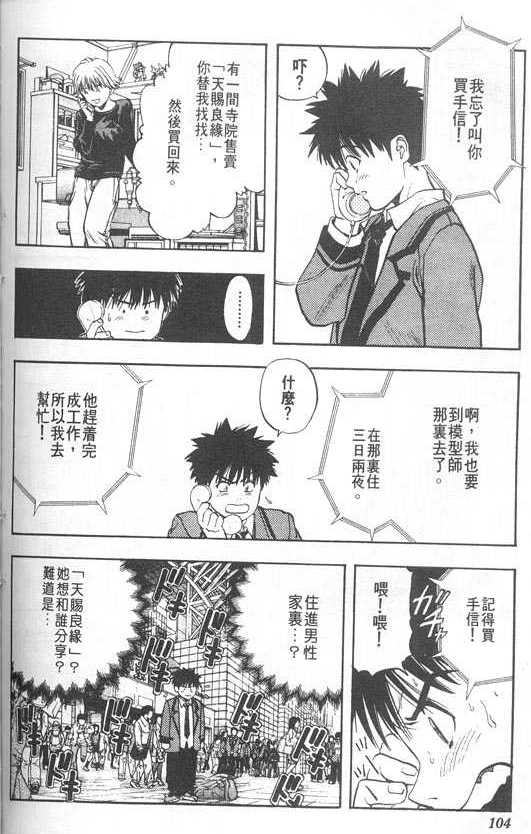 我忘了叫你
買手信！
吓？
有一間寺院售賣
「天賜良緣」，
你替我找找…
然後買回來。
………
啊，我也要
到模型師
那裏去了。
在那裏住
三日兩夜。
什麼？
他趕着完
成工作，
所以我去
幫忙！
記得買
手信！
喂！喂！
住進男性
家裏…？
「天賜良緣」？
她想和誰分享？
難道是…
ドキ
ドキ
ドキ
ドキ
ドキ
ドキ
104